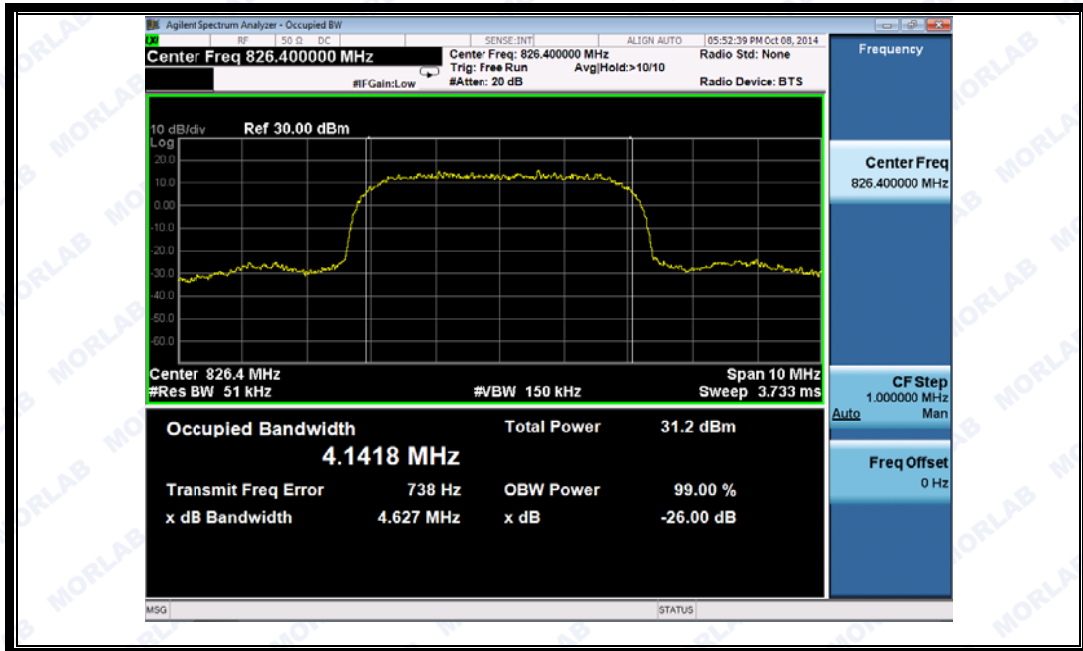 Agilent Spectrum Analyzer - Occupied BW
RF 50 Ω DC SENSE:INT ALIGN AUTO 05:52:39 PM Oct 08, 2014
Center Freq 826.400000 MHz
Center Freq: 826.400000 MHz
Radio Std: None
Trig: Free Run Avg|Hold:>10/10
#IFGain:Low
#Atten: 20 dB
Radio Device: BTS
10 dB/div Ref 30.00 dBm
Log
20.0
10.0
0.00
-10.0
-20.0
-30.0
-40.0
-50.0
-60.0
Center 826.4 MHz Span 10 MHz
#Res BW 51 kHz #VBW 150 kHz Sweep 3.733 ms
Occupied Bandwidth Total Power 31.2 dBm
4.1418 MHz
Transmit Freq Error 738 Hz OBW Power 99.00 %
x dB Bandwidth 4.627 MHz x dB -26.00 dB
MSG STATUS
Frequency
Center Freq
826.400000 MHz
CF Step
1.000000 MHz
Auto Man
Freq Offset
0 Hz
MORLAB